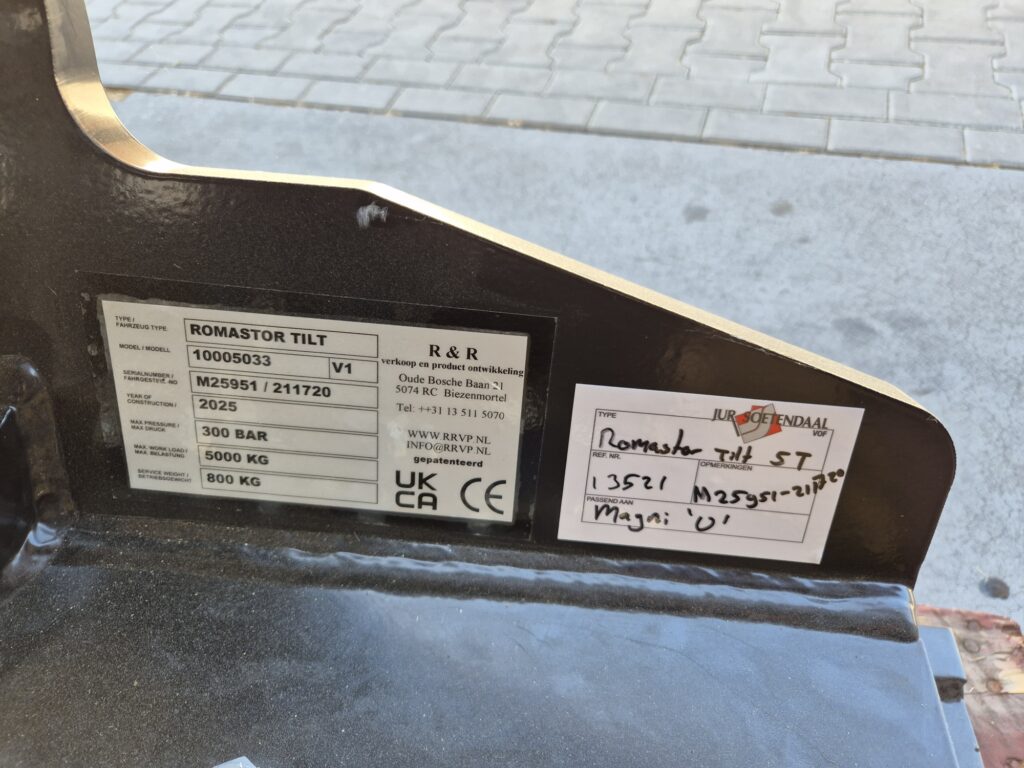 TYPE /
FAHRZEUG TYPE
ROMASTOR TILT
MODEL / MODELL
10005033 V1
SERIALNUMBER /
FAHRGESTELL-NO
M25951 / 211720
YEAR OF
CONSTRUCTION /
2025
MAX PRESSURE /
MAX DRUCK
300 BAR
MAX. WORK LOAD /
MAX. BELASTUNG
5000 KG
SERVICE WEIGHT /
BETRIEBSGEWICHT
800 KG
R & R
verkoop en product ontwikkeling
Oude Bosche Baan 21
5074 RC Biezenmortel
Tel: ++31 13 511 5070
WWW.RRVP.NL
INFO@RRVP.NL
gepatenteerd
UK
CA CE
JUR SOETENDAAL
VOF
TYPE
Romastor Tilt 5T
REF. NR.
13521
OPMERKINGEN
M25951-211720
PASSEND AAN
Magni 'U'